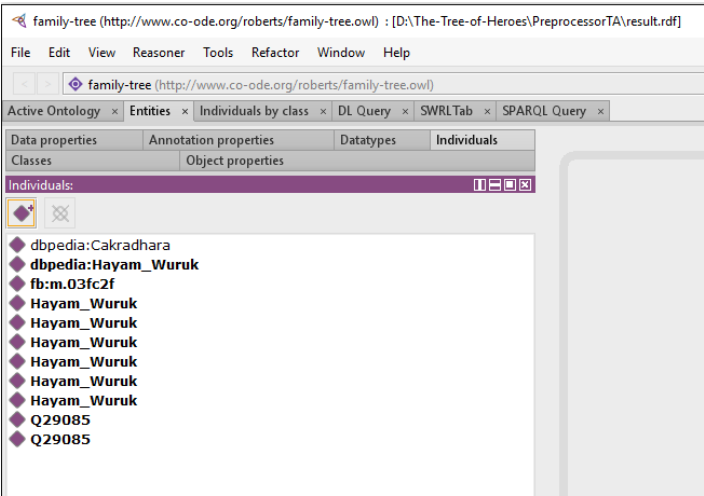 family-tree (http://www.co-ode.org/roberts/family-tree.owl) : [D:\The-Tree-of-Heroes\PreprocessorTA\result.rdf]
File Edit View Reasoner Tools Refactor Window Help
< > family-tree (http://www.co-ode.org/roberts/family-tree.owl)
Active Ontology × Entities × Individuals by class × DL Query × SWRLTab × SPARQL Query ×
Data properties Annotation properties Datatypes Individuals
Classes Object properties
Individuals:
dbpedia:Cakradhara
dbpedia:Hayam_Wuruk
fb:m.03fc2f
Hayam_Wuruk
Hayam_Wuruk
Hayam_Wuruk
Hayam_Wuruk
Hayam_Wuruk
Hayam_Wuruk
Q29085
Q29085